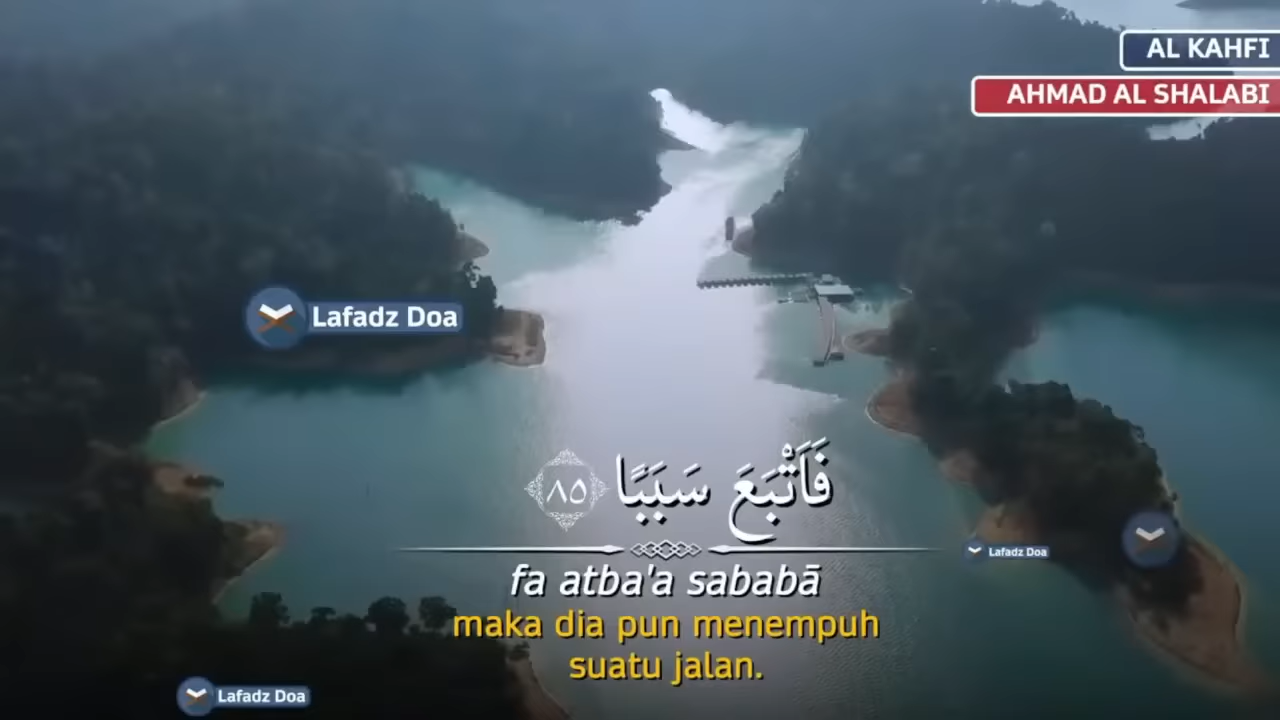 AL KAHFI
AHMAD AL SHALABI
Lafadz Doa
فَاَتْبَعَ سَبَبًا ٨٥
Lafadz Doa
fa atba'a sababā
maka dia pun menempuh
suatu jalan.
Lafadz Doa